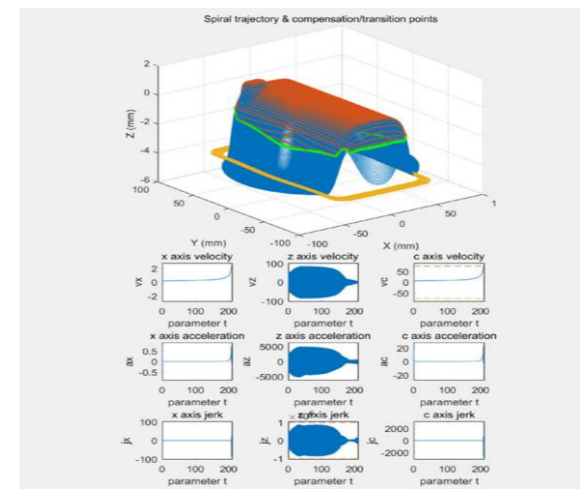 Spiral trajectory & compensation/transition points
2
0
-2
-4
-6
Z (mm)
100
50
0
-50
-100
Y (mm)
-100
-50
0
50
1
X (mm)
x axis velocity
z axis velocity
c axis velocity
vx
2
0
-2
0 100 200
parameter t
vz
100
0
-100
0 100 200
parameter t
vc
50
0
-50
0 100 200
parameter t
x axis acceleration
z axis acceleration
c axis acceleration
ax
0.5
0
-0.5
0 100 200
parameter t
az
5000
0
-5000
0 100 200
parameter t
ac
20
0
-20
0 100 200
parameter t
x axis jerk
z axis jerk
c axis jerk
jx
100
0
-100
0 100 200
parameter t
jz
1
0
-1
0 100 200
parameter t
jc
2000
0
-2000
0 100 200
parameter t